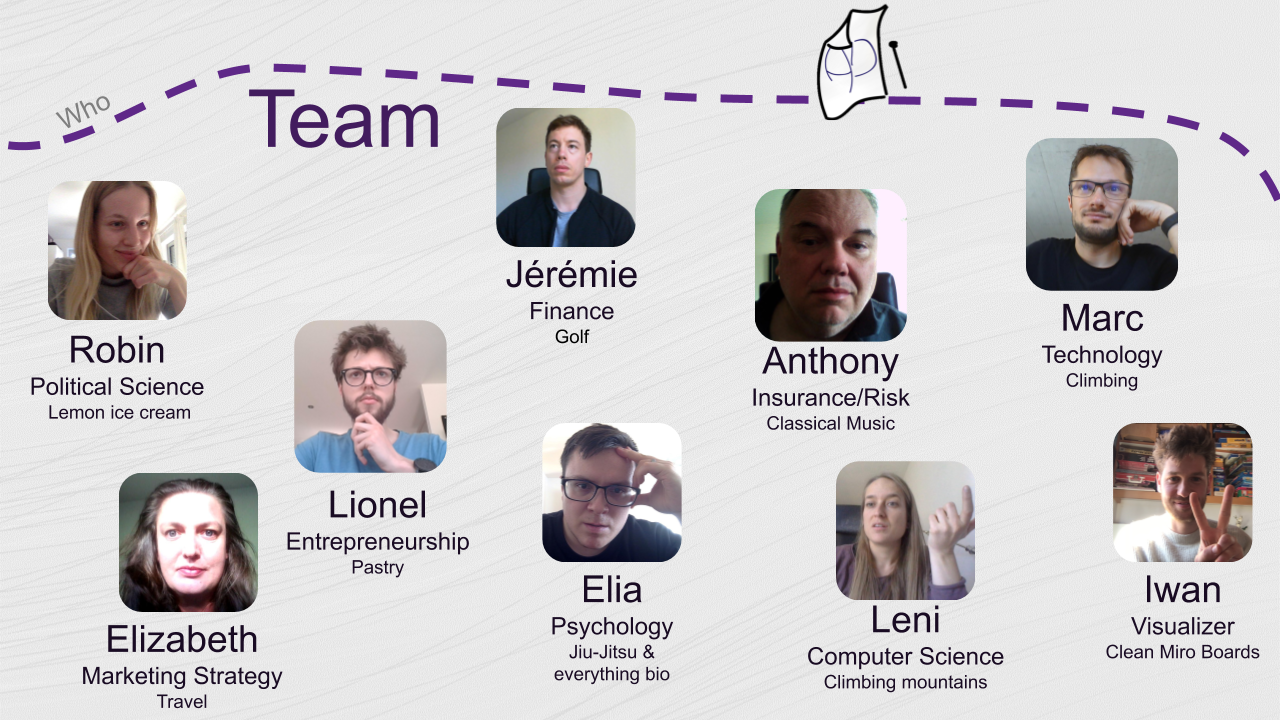 Who
Team
Robin
Political Science
Lemon ice cream
Jérémie
Finance
Golf
Anthony
Insurance/Risk
Classical Music
Marc
Technology
Climbing
Lionel
Entrepreneurship
Pastry
Elizabeth
Marketing Strategy
Travel
Elia
Psychology
Jiu-Jitsu &
everything bio
Leni
Computer Science
Climbing mountains
Iwan
Visualizer
Clean Miro Boards